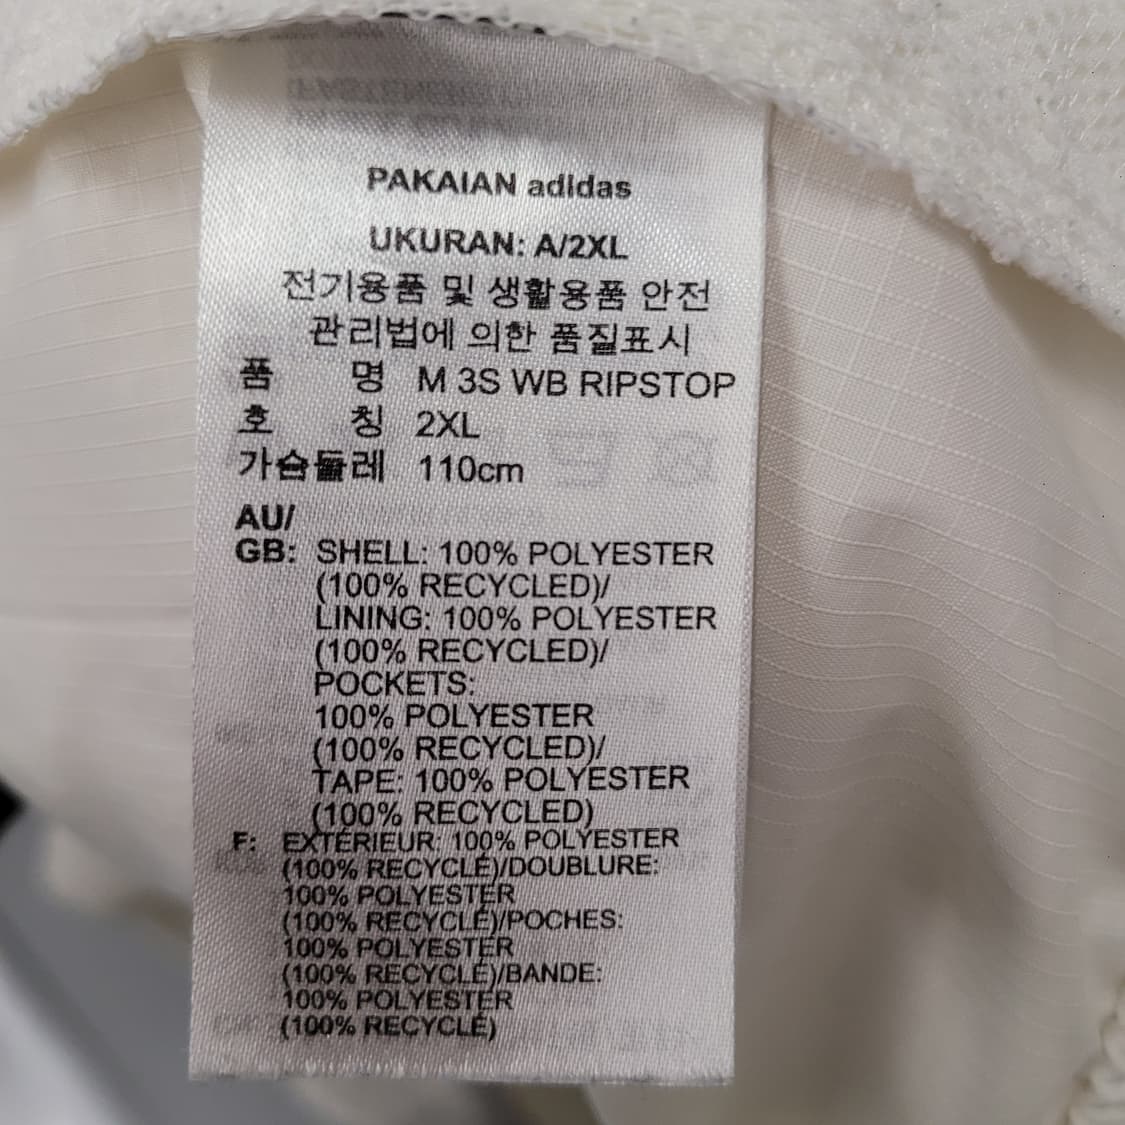 PAKAIAN adidas
UKURAN: A/2XL
전기용품 및 생활용품 안전
관리법에 의한 품질표시
품 명 M 3S WB RIPSTOP
호 칭 2XL
가슴둘레 110cm
AU/
GB: SHELL: 100% POLYESTER
(100% RECYCLED)/
LINING: 100% POLYESTER
(100% RECYCLED)/
POCKETS:
100% POLYESTER
(100% RECYCLED)/
TAPE: 100% POLYESTER
(100% RECYCLED)
F: EXTÉRIEUR: 100% POLYESTER
(100% RECYCLÉ)/DOUBLURE:
100% POLYESTER
(100% RECYCLÉ)/POCHES:
100% POLYESTER
(100% RECYCLÉ)/BANDE:
100% POLYESTER
(100% RECYCLÉ)